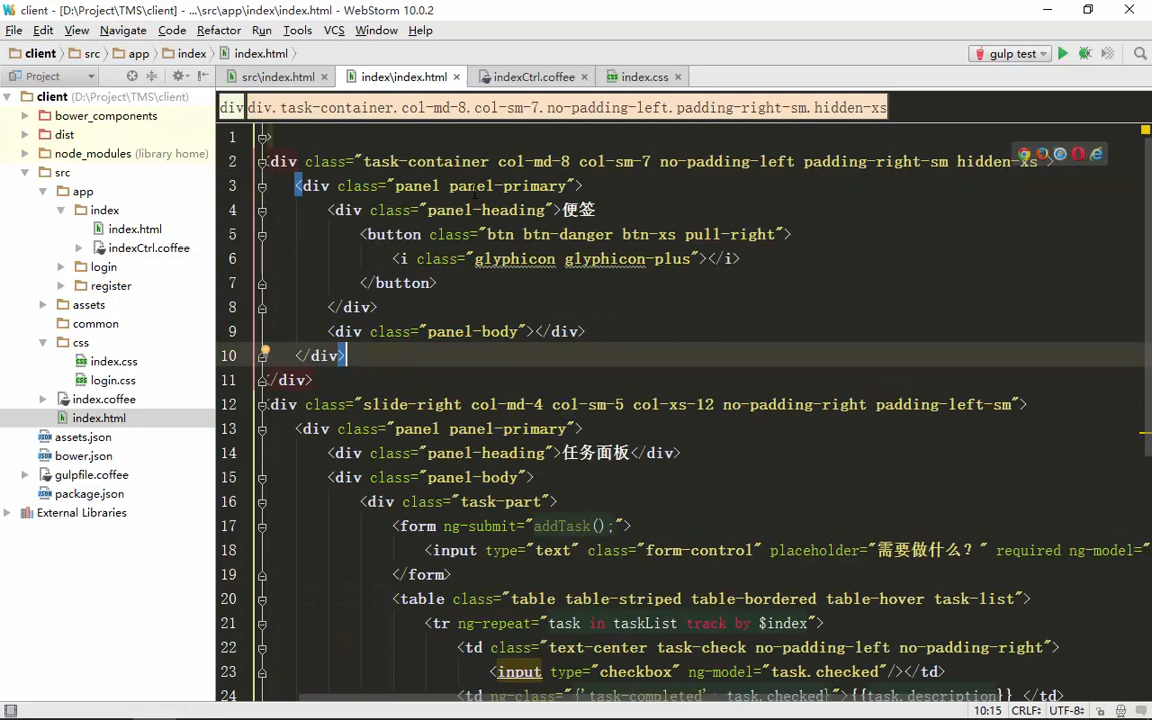 client - [D:\Project\TMS\client] - ...\src\app\index\index.html - WebStorm 10.0.2
File Edit View Navigate Code Refactor Run Tools VCS Window Help
client src app index index.html gulp test
Project src\index.html index\index.html indexCtrl.coffee index.css
client (D:\Project\TMS\client)
bower_components
dist
node_modules (library home)
src
app
index
index.html
indexCtrl.coffee
login
register
assets
common
css
index.css
login.css
index.coffee
index.html
assets.json
bower.json
gulpfile.coffee
package.json
External Libraries
div div.task-container.col-md-8.col-sm-7.no-padding-left.padding-right-sm.hidden-xs
1
2 <div class="task-container col-md-8 col-sm-7 no-padding-left padding-right-sm hidden-xs">
3 <div class="panel panel-primary">
4 <div class="panel-heading">便签
5 <button class="btn btn-danger btn-xs pull-right">
6 <i class="glyphicon glyphicon-plus"></i>
7 </button>
8 </div>
9 <div class="panel-body"></div>
10 </div>
11 </div>
12 <div class="slide-right col-md-4 col-sm-5 col-xs-12 no-padding-right padding-left-sm">
13 <div class="panel panel-primary">
14 <div class="panel-heading">任务面板</div>
15 <div class="panel-body">
16 <div class="task-part">
17 <form ng-submit="addTask();">
18 <input type="text" class="form-control" placeholder="需要做什么？" required ng-model="
19 </form>
20 <table class="table table-striped table-bordered table-hover task-list">
21 <tr ng-repeat="task in taskList track by $index">
22 <td class="text-center task-check no-padding-left no-padding-right">
23 <input type="checkbox" ng-model="task.checked"/></td>
24 <td ng-class="{'task-completed': task.checked}">{{task.description}} </td>
10:15 CRLF UTF-8